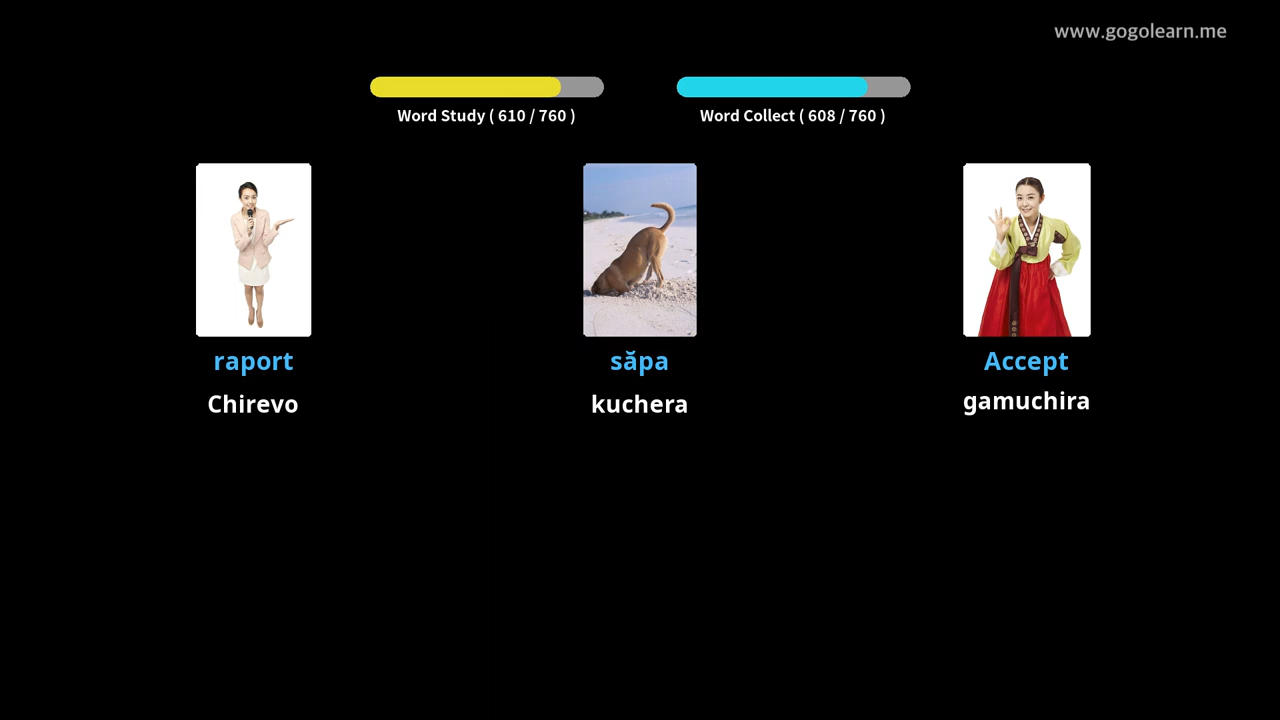 www.gogolearn.me
Word Study ( 610 / 760 )
Word Collect ( 608 / 760 )
raport
săpa
Accept
Chirevo
kuchera
gamuchira